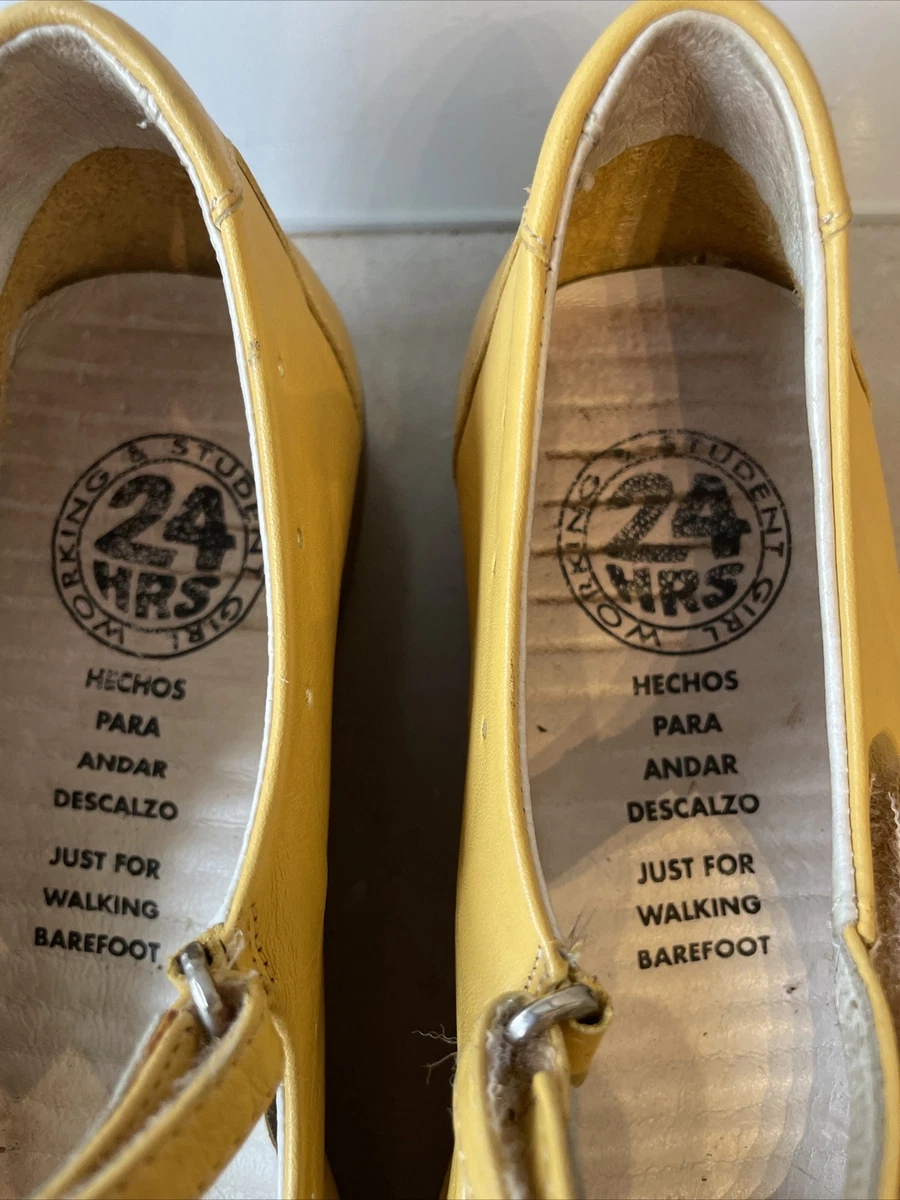 WORKING & STUDENT GIRL
24
HRS
HECHOS
PARA
ANDAR
DESCALZO
JUST FOR
WALKING
BAREFOOT.
WORKING & STUDENT GIRL
24
HRS
HECHOS
PARA
ANDAR
DESCALZO
JUST FOR
WALKING
BAREFOOT